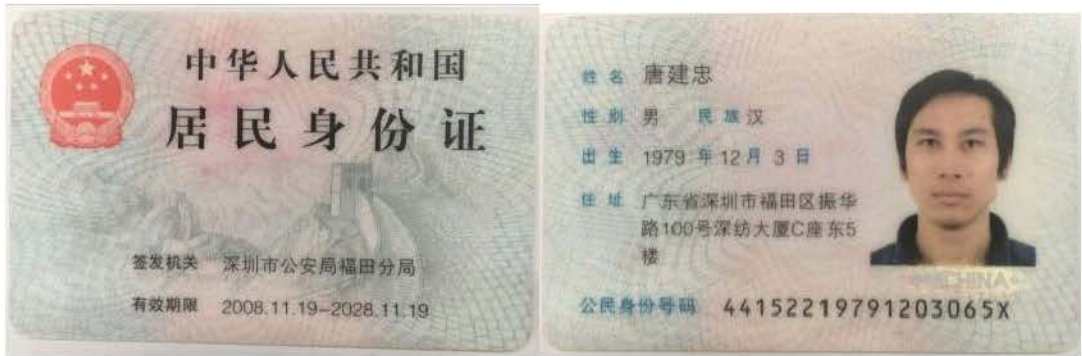 中华人民共和国
居民身份证
签发机关 深圳市公安局福田分局
有效期限 2008.11.19-2028.11.19
姓名 唐建忠
性别 男 民族 汉
出生 1979 年 12 月 3 日
住址 广东省深圳市福田区振华
路100号深纺大厦C座东5
楼
CHINA
公民身份号码 44152219791203065X